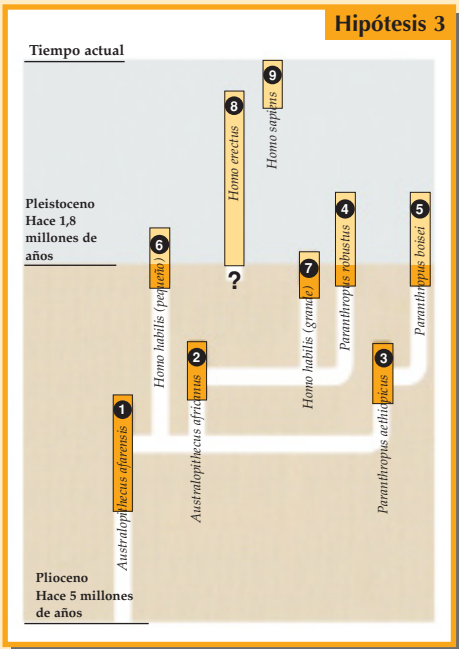 Hipótesis 3
Tiempo actual
9
Homo sapiens
8
Homo erectus
Pleistoceno
Hace 1,8
millones de
años
6
Homo habilis (pequeño)
?
7
Homo habilis (grande)
4
Paranthropus robustus
5
Paranthropus boisei
2
Australopithecus africanus
3
Paranthropus aethiopicus
1
Australopithecus afarensis
Plioceno
Hace 5 millones
de años